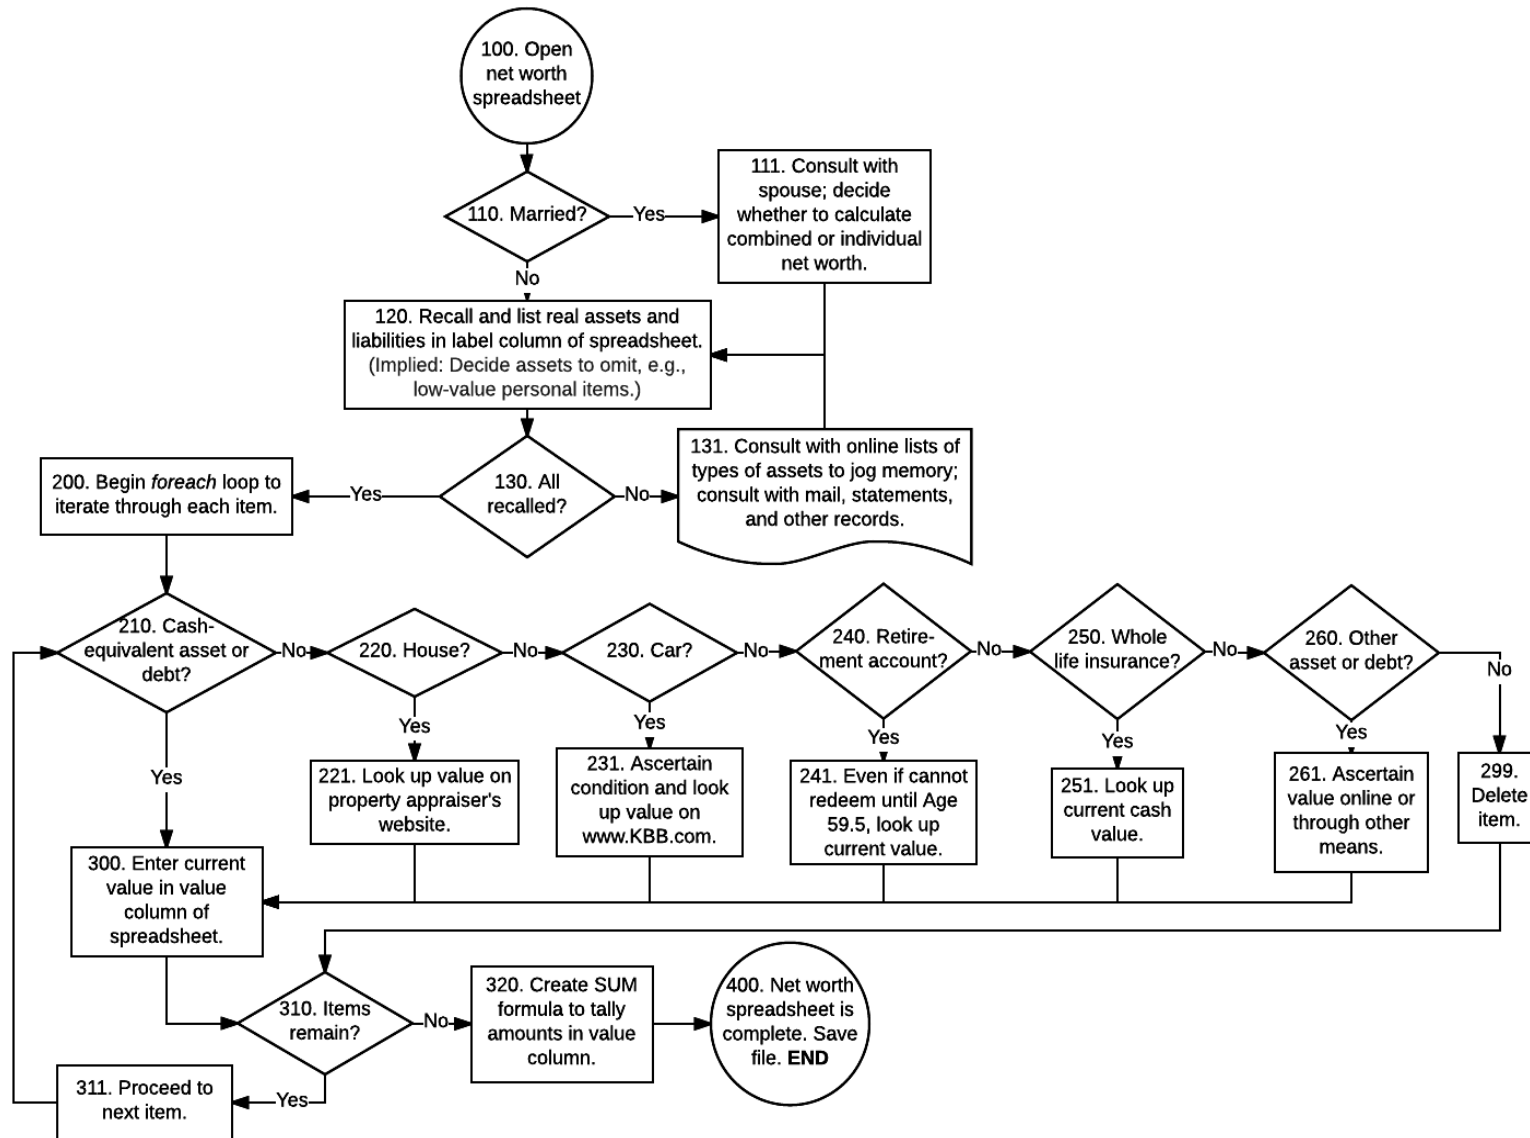 100. Open
net worth
spreadsheet
110. Married?
Yes
111. Consult with
spouse; decide
whether to calculate
combined or individual
net worth.
No
120. Recall and list real assets and
liabilities in label column of spreadsheet.
(Implied: Decide assets to omit, e.g.,
low-value personal items.)
130. All
recalled?
No
131. Consult with online lists of
types of assets to jog memory;
consult with mail, statements,
and other records.
Yes
200. Begin foreach loop to
iterate through each item.
210. Cash-
equivalent asset or
debt?
No
220. House?
No
230. Car?
No
240. Retire-
ment account?
No
250. Whole
life insurance?
No
260. Other
asset or debt?
No
Yes
Yes
Yes
Yes
Yes
Yes
221. Look up value on
property appraiser's
website.
231. Ascertain
condition and look
up value on
www.KBB.com.
241. Even if cannot
redeem until Age
59.5, look up
current value.
251. Look up
current cash
value.
261. Ascertain
value online or
through other
means.
299.
Delete
item.
300. Enter current
value in value
column of
spreadsheet.
310. Items
remain?
No
320. Create SUM
formula to tally
amounts in value
column.
400. Net worth
spreadsheet is
complete. Save
file. END
Yes
311. Proceed to
next item.